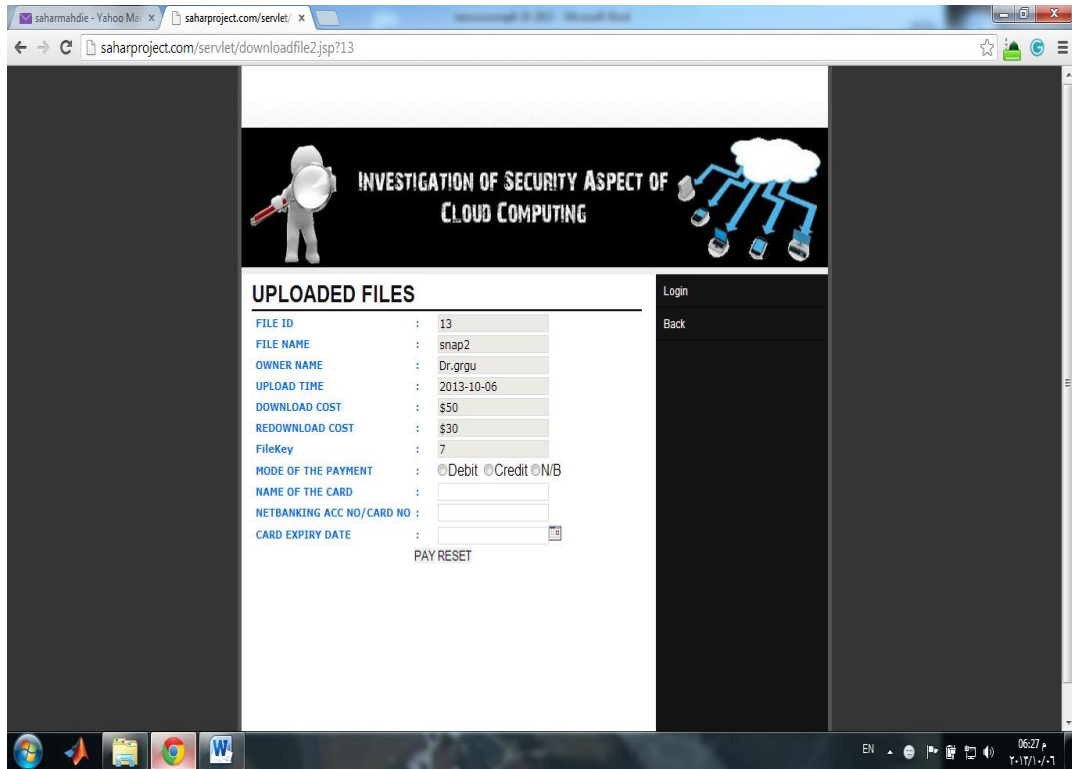 saharmahdie - Yahoo Ma x
saharproject.com/servlet/ x
saharproject.com/servlet/downloadfile2.jsp?13
INVESTIGATION OF SECURITY ASPECT OF
CLOUD COMPUTING
UPLOADED FILES
FILE ID : 13
FILE NAME : snap2
OWNER NAME : Dr.grgu
UPLOAD TIME : 2013-10-06
DOWNLOAD COST : $50
REDOWNLOAD COST : $30
FileKey : 7
MODE OF THE PAYMENT : Debit Credit N/B
NAME OF THE CARD :
NETBANKING ACC NO/CARD NO :
CARD EXPIRY DATE :
PAY RESET
Login
Back
EN
06:27 م
٢٠١٣/١٠/٠٦